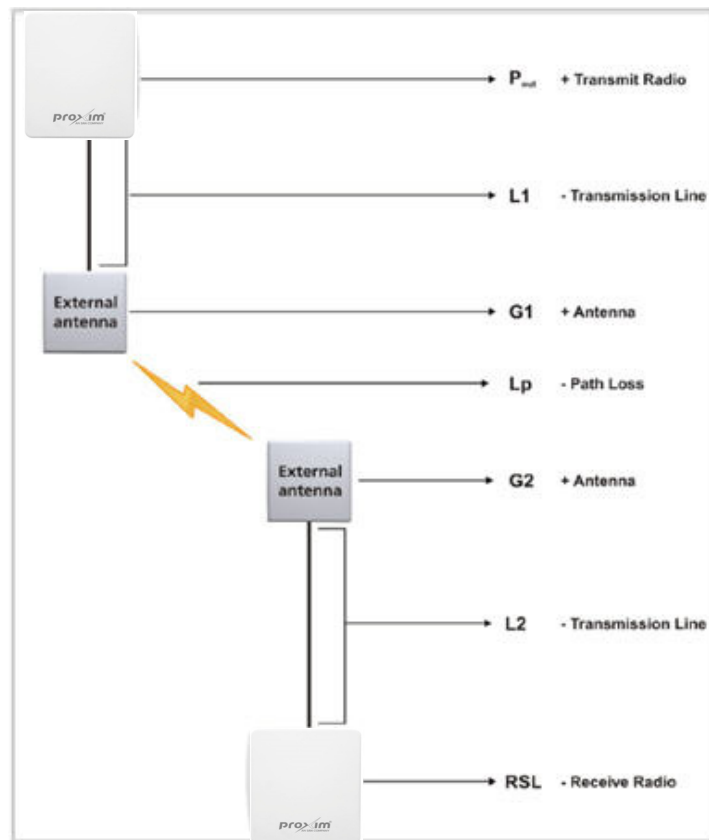 proxim
P out + Transmit Radio
L1 - Transmission Line
External
antenna
G1 + Antenna
Lp - Path Loss
External
antenna
G2 + Antenna
L2 - Transmission Line
RSL - Receive Radio
proxim